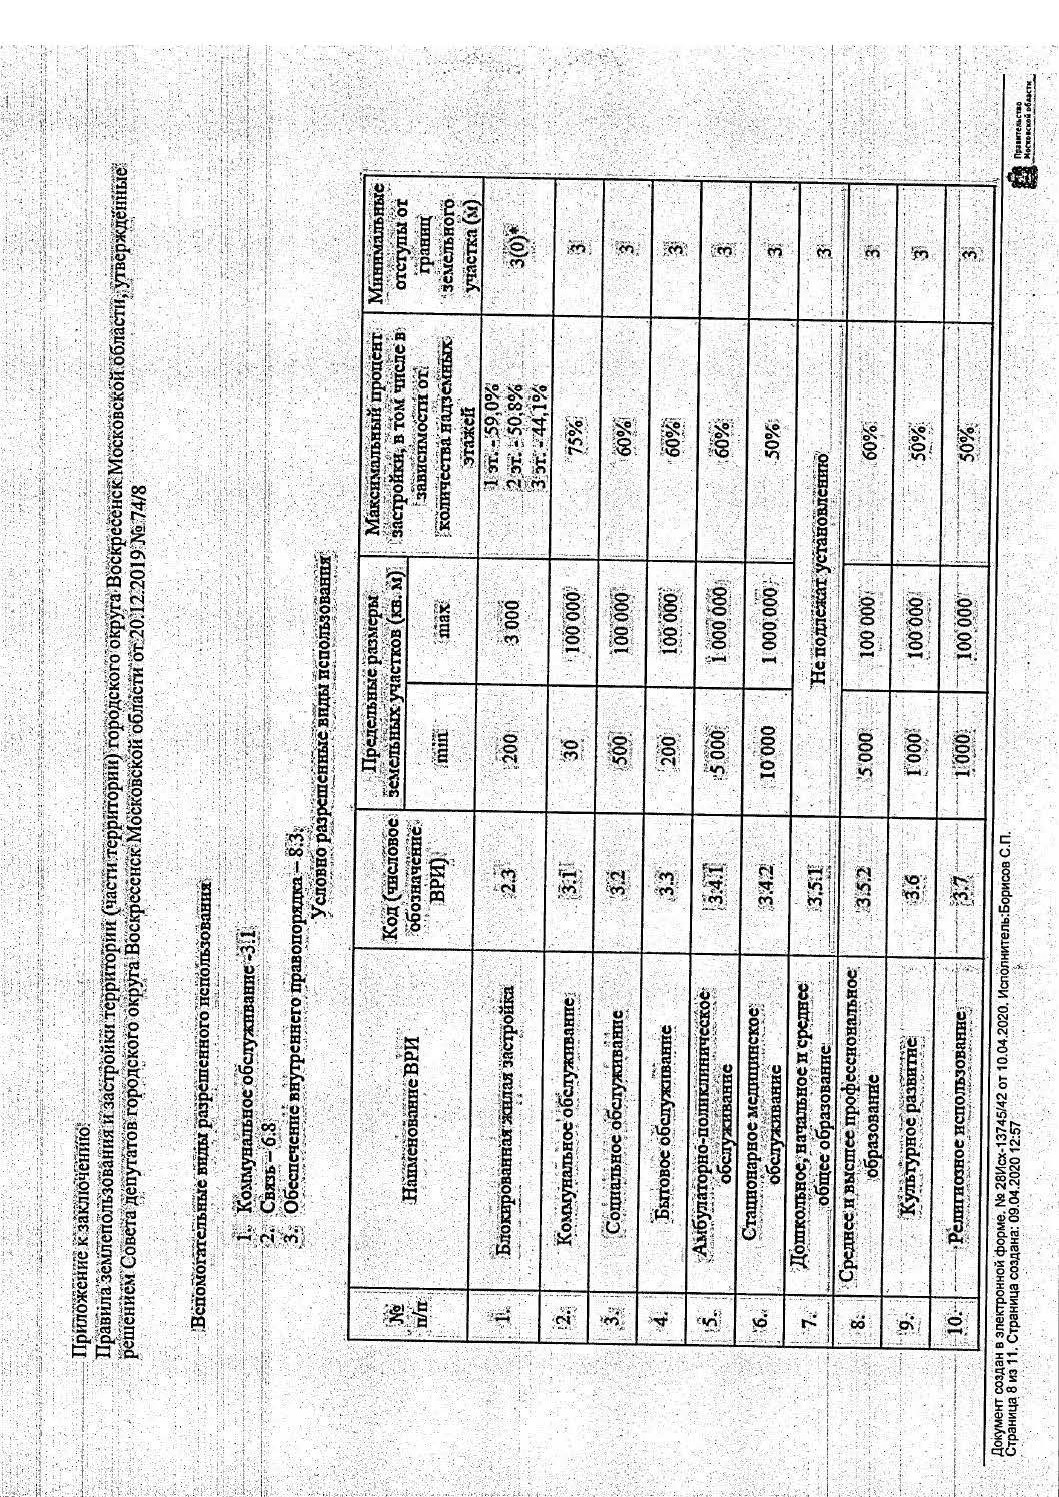 Приложение к заключению:
Правила землепользования и застройки территории (части территории) городского округа Воскресенск Московской области, утвержденные
решением Совета депутатов городского округа Воскресенск Московской области от 20.12.2019 № 74/8
Вспомогательные виды разрешенного использования
1. Коммунальное обслуживание -3.1
2. Связь – 6.8
3. Обеспечение внутреннего правопорядка – 8.3
Условно разрешенные виды использования
№ п/п
Наименование ВРИ
Код (числовое обозначение ВРИ)
Предельные размеры земельных участков (кв. м)
min
max
Максимальный процент застройки, в том числе в зависимости от количества надземных этажей
Минимальные отступы от границ земельного участка (м)
1. Блокированная жилая застройка 2.3 200 3 000 1 эт. - 59,0% 2 эт. - 50,8% 3 эт. - 44,1% 3(0)*
2. Коммунальное обслуживание 3.1 30 100 000 75% 3
3. Социальное обслуживание 3.2 500 100 000 60% 3
4. Бытовое обслуживание 3.3 200 100 000 60% 3
5. Амбулаторно-поликлиническое обслуживание 3.4.1 5 000 1 000 000 60% 3
6. Стационарное медицинское обслуживание 3.4.2 10 000 1 000 000 50% 3
7. Дошкольное, начальное и среднее общее образование 3.5.1 Не подлежат установлению 3
8. Среднее и высшее профессиональное образование 3.5.2 5 000 100 000 60% 3
9. Культурное развитие 3.6 1 000 100 000 50% 3
10. Религиозное использование 3.7 1 000 100 000 50% 3
Документ создан в электронной форме. № 28Исх-13745/42 от 10.04.2020. Исполнитель:Борисов С.П.
Страница 8 из 11. Страница создана: 09.04.2020 12:57
Правительство
Московской области